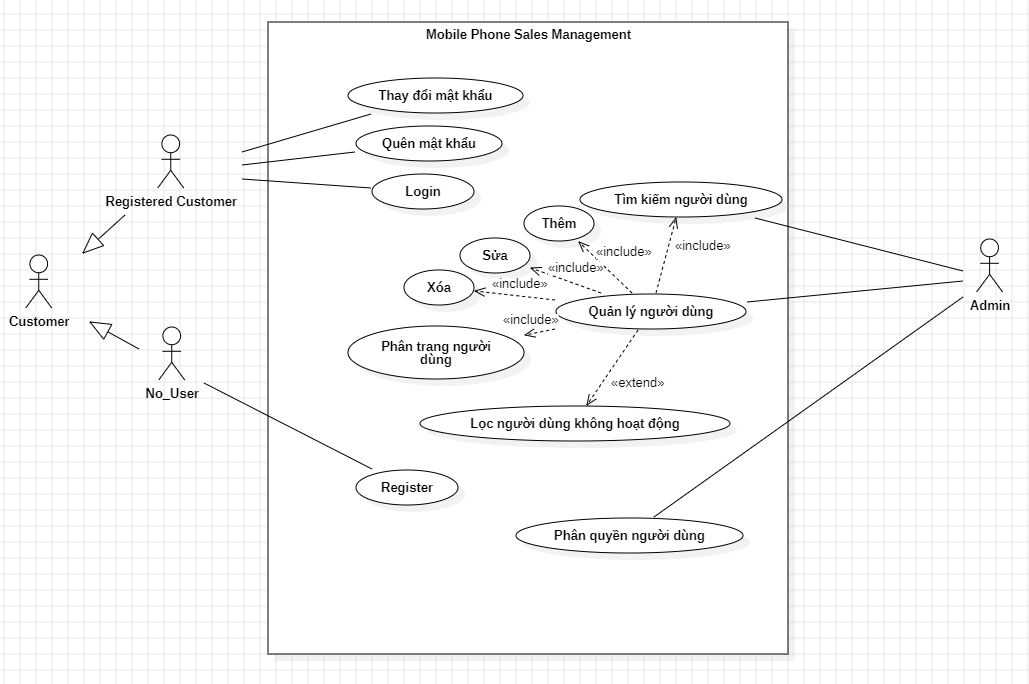 Mobile Phone Sales Management
Thay đổi mật khẩu
Quên mật khẩu
Login
Registered Customer
Tìm kiếm người dùng
Thêm
«include»
«include»
Sửa
«include»
Xóa
«include»
Quản lý người dùng
Admin
Customer
«include»
Phân trang người
dùng
No_User
«extend»
Lọc người dùng không hoạt động
Register
Phân quyền người dùng